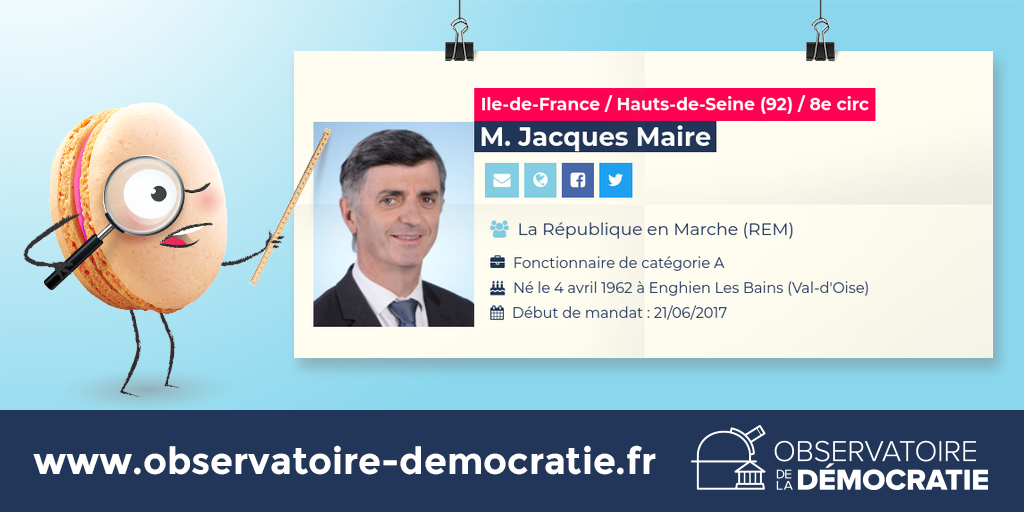 Ile-de-France / Hauts-de-Seine (92) / 8e circ
M. Jacques Maire
La République en Marche (REM)
Fonctionnaire de catégorie A
Né le 4 avril 1962 à Enghien Les Bains (Val-d'Oise)
Début de mandat : 21/06/2017
www.observatoire-democratie.fr
OBSERVATOIRE
DE LA DÉMOCRATIE